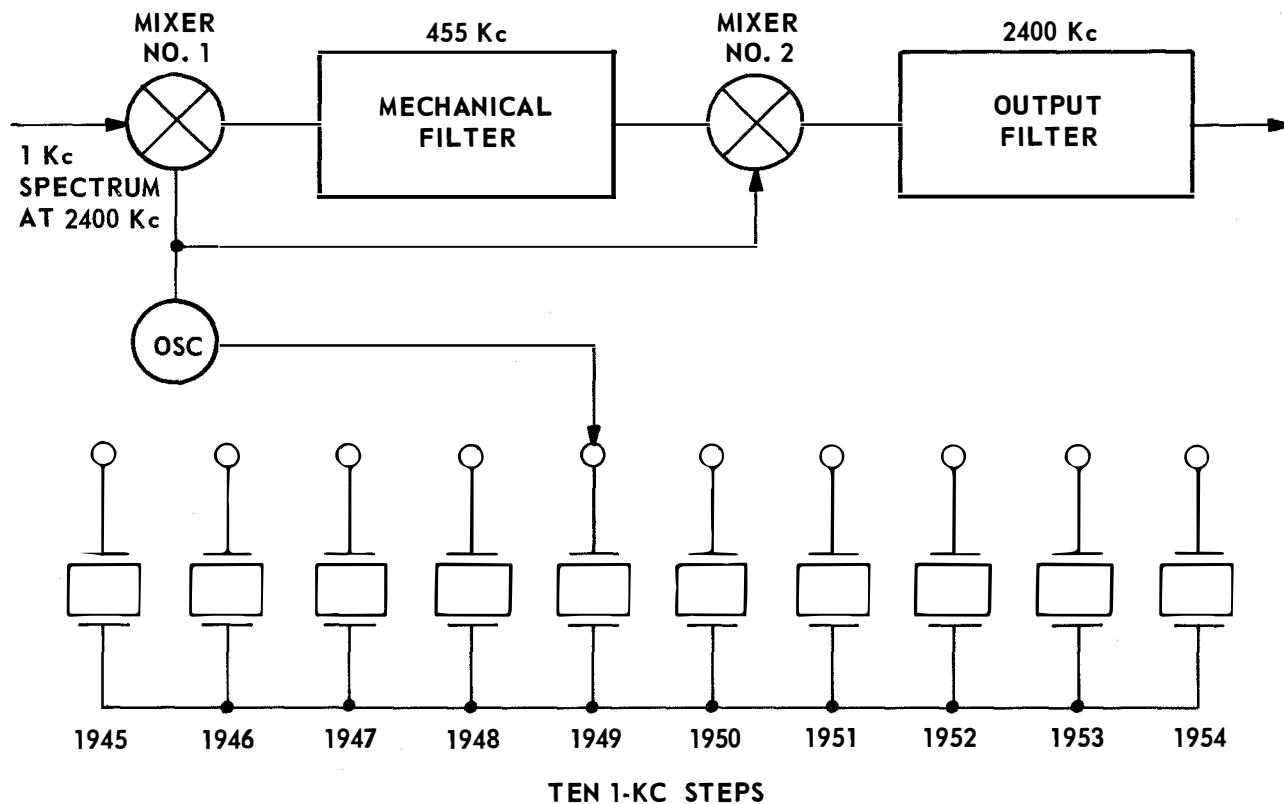 MIXER
NO. 1
455 Kc
MIXER
NO. 2
2400 Kc
MECHANICAL
FILTER
OUTPUT
FILTER
1 Kc
SPECTRUM
AT 2400 Kc
OSC
1945 1946 1947 1948 1949 1950 1951 1952 1953 1954
TEN 1-KC STEPS